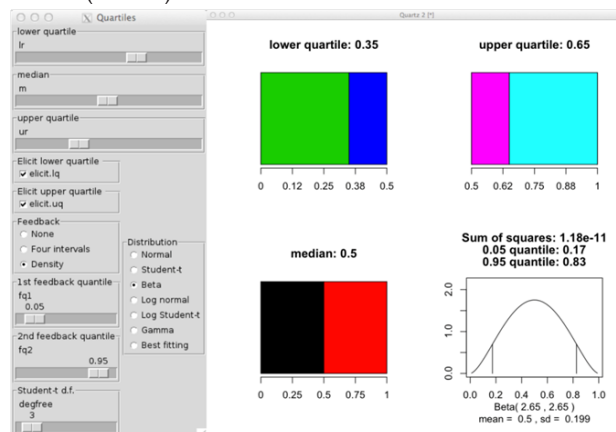 Quartiles
lower quartile
lr
median
m
upper quartile
ur
Elicit lower quartile
elicit.lq
Elicit upper quartile
elicit.uq
Feedback
None
Four intervals
Density
1st feedback quantile
fq1
0.05
2nd feedback quantile
fq2
0.95
Student-t d.f.
degfree
3
Distribution
Normal
Student-t
Beta
Log normal
Log Student-t
Gamma
Best fitting
Quartz 2 [*]
lower quartile: 0.35
0 0.12 0.25 0.38 0.5
upper quartile: 0.65
0.5 0.62 0.75 0.88 1
median: 0.5
0 0.25 0.5 0.75 1
Sum of squares: 1.18e-11
0.05 quantile: 0.17
0.95 quantile: 0.83
2.0
1.0
0.0
0.0 0.2 0.4 0.6 0.8 1.0
Beta( 2.65 , 2.65 )
mean = 0.5 , sd = 0.199